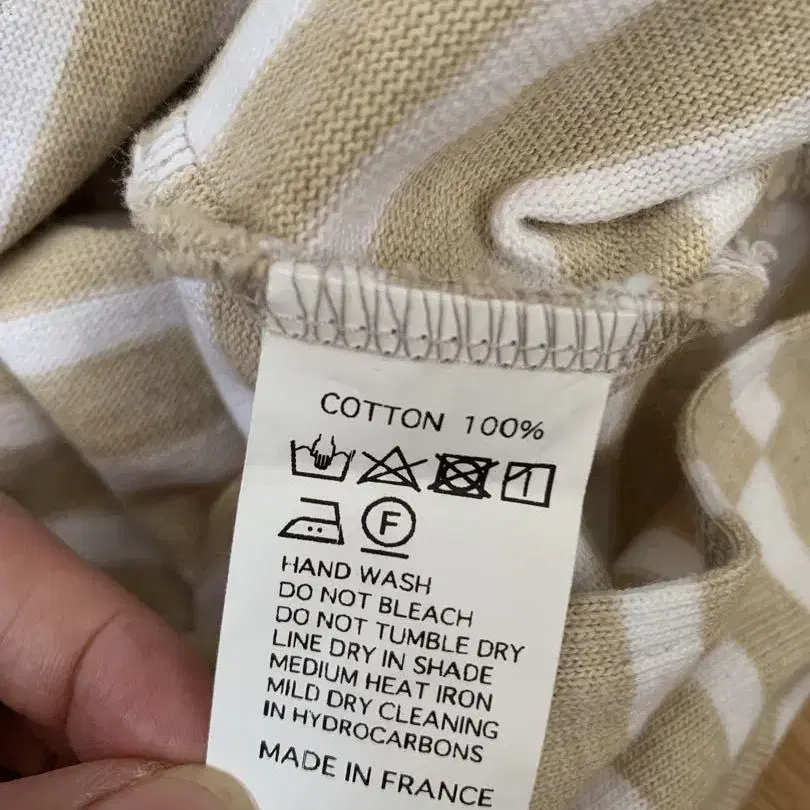 COTTON 100%
F
HAND WASH
DO NOT BLEACH
DO NOT TUMBLE DRY
LINE DRY IN SHADE
MEDIUM HEAT IRON
MILD DRY CLEANING
IN HYDROCARBONS
MADE IN FRANCE